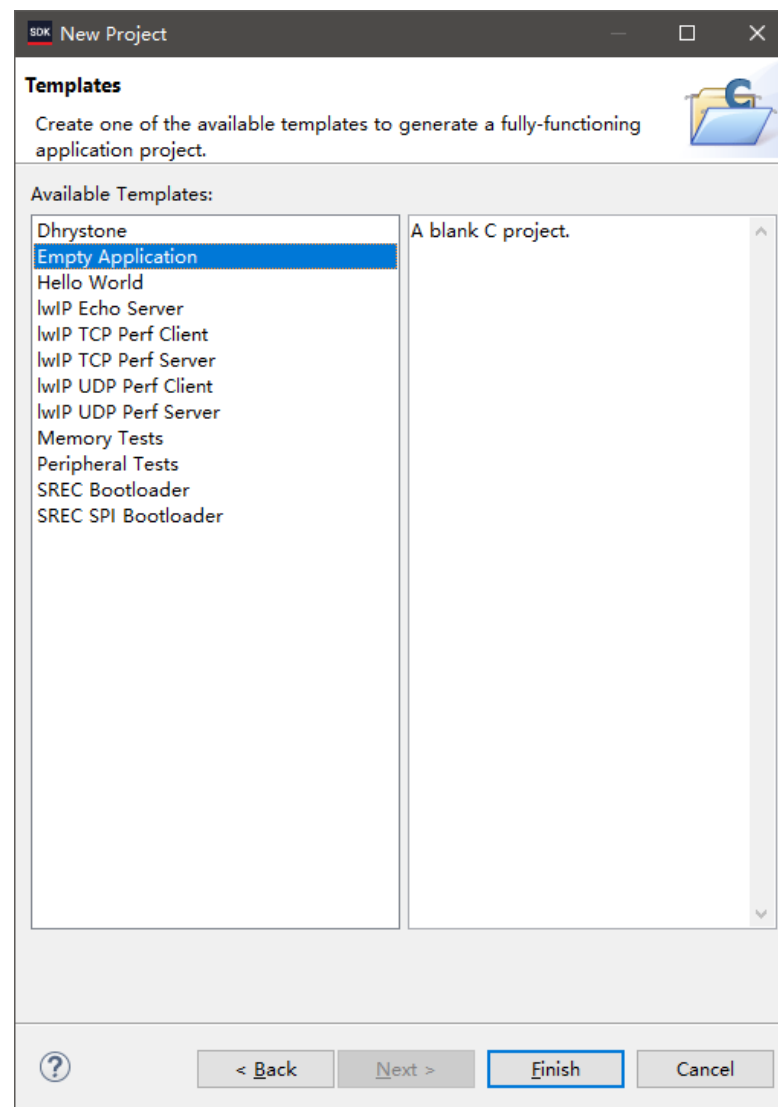 SDK New Project
Templates
Create one of the available templates to generate a fully-functioning
application project.
Available Templates:
Dhrystone
Empty Application
Hello World
lwIP Echo Server
lwIP TCP Perf Client
lwIP TCP Perf Server
lwIP UDP Perf Client
lwIP UDP Perf Server
Memory Tests
Peripheral Tests
SREC Bootloader
SREC SPI Bootloader
A blank C project.
? < Back Next > Finish Cancel